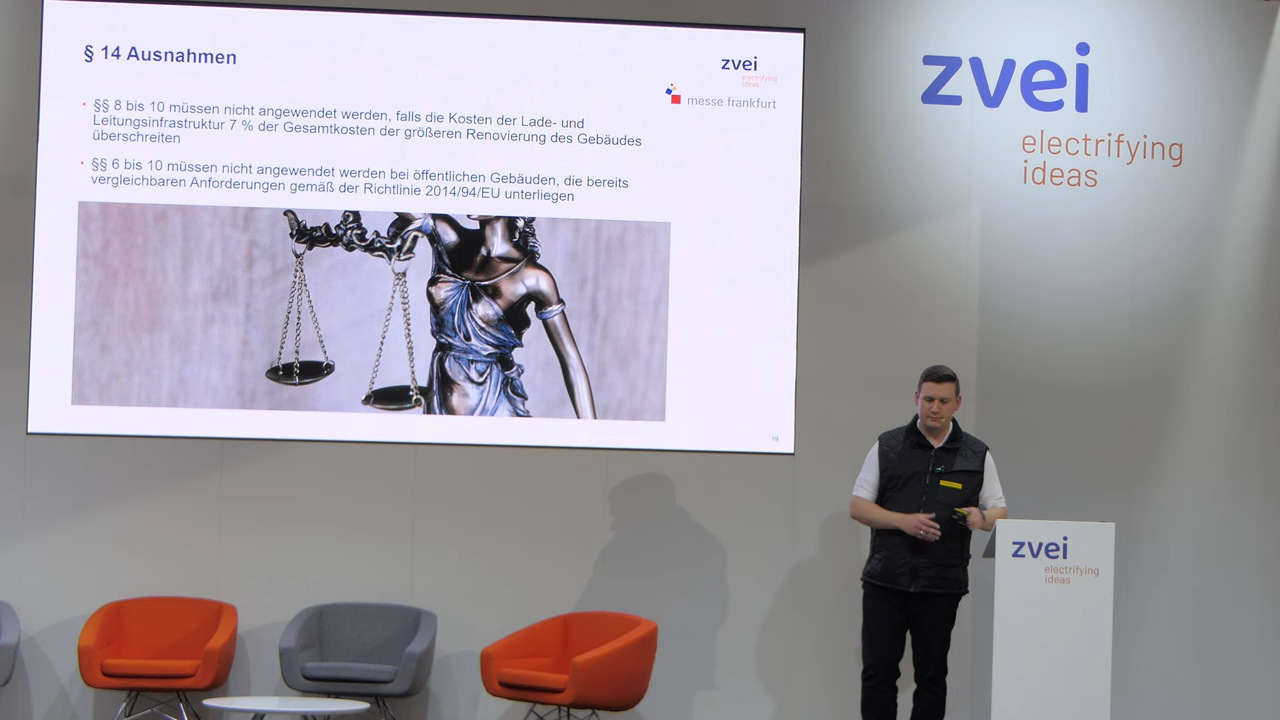 § 14 Ausnahmen
zvei
electrifying
ideas
messe frankfurt
• §§ 8 bis 10 müssen nicht angewendet werden, falls die Kosten der Lade- und
Leitungsinfrastruktur 7 % der Gesamtkosten der größeren Renovierung des Gebäudes
überschreiten
• §§ 6 bis 10 müssen nicht angewendet werden bei öffentlichen Gebäuden, die bereits
vergleichbaren Anforderungen gemäß der Richtlinie 2014/94/EU unterliegen
19
zvei
electrifying
ideas
zvei
electrifying
ideas